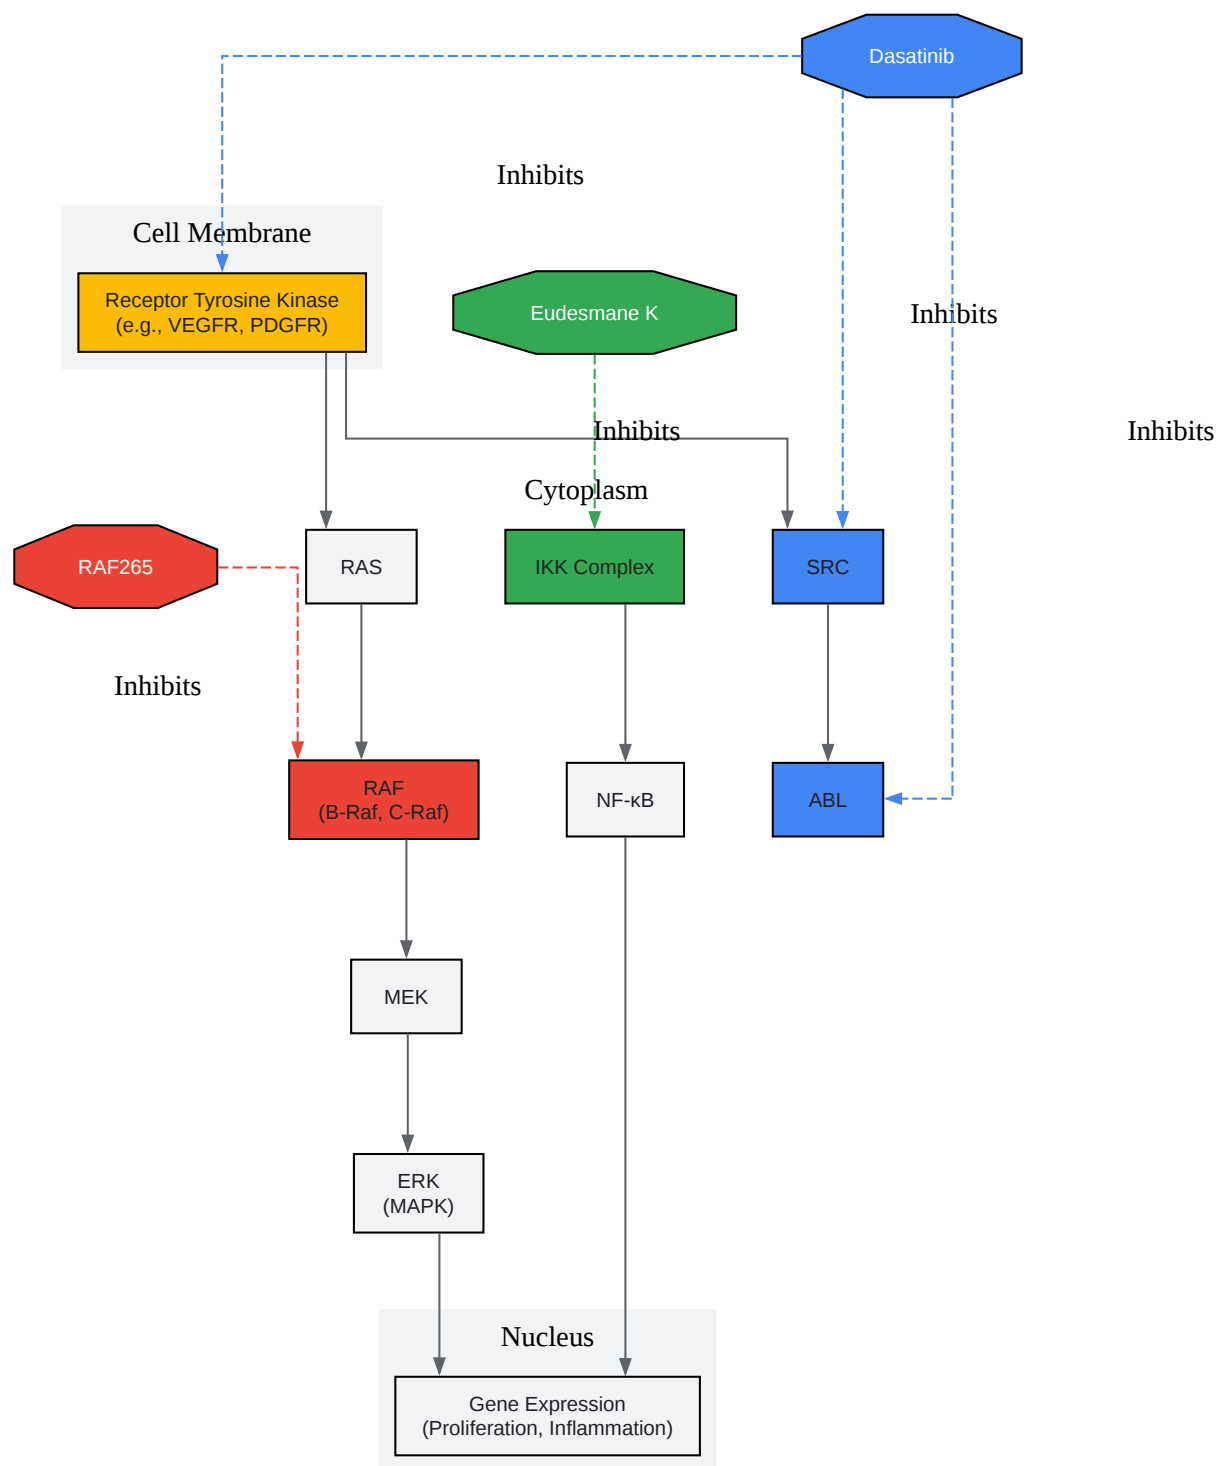 Dasatinib
Inhibits
Cell Membrane
Receptor Tyrosine Kinase
(e.g., VEGFR, PDGFR)
Eudesmane K
Inhibits
Inhibits
Inhibits
Cytoplasm
RAF265
RAS
IKK Complex
SRC
Inhibits
RAF
(B-Raf, C-Raf)
NF-κB
ABL
MEK
ERK
(MAPK)
Nucleus
Gene Expression
(Proliferation, Inflammation)